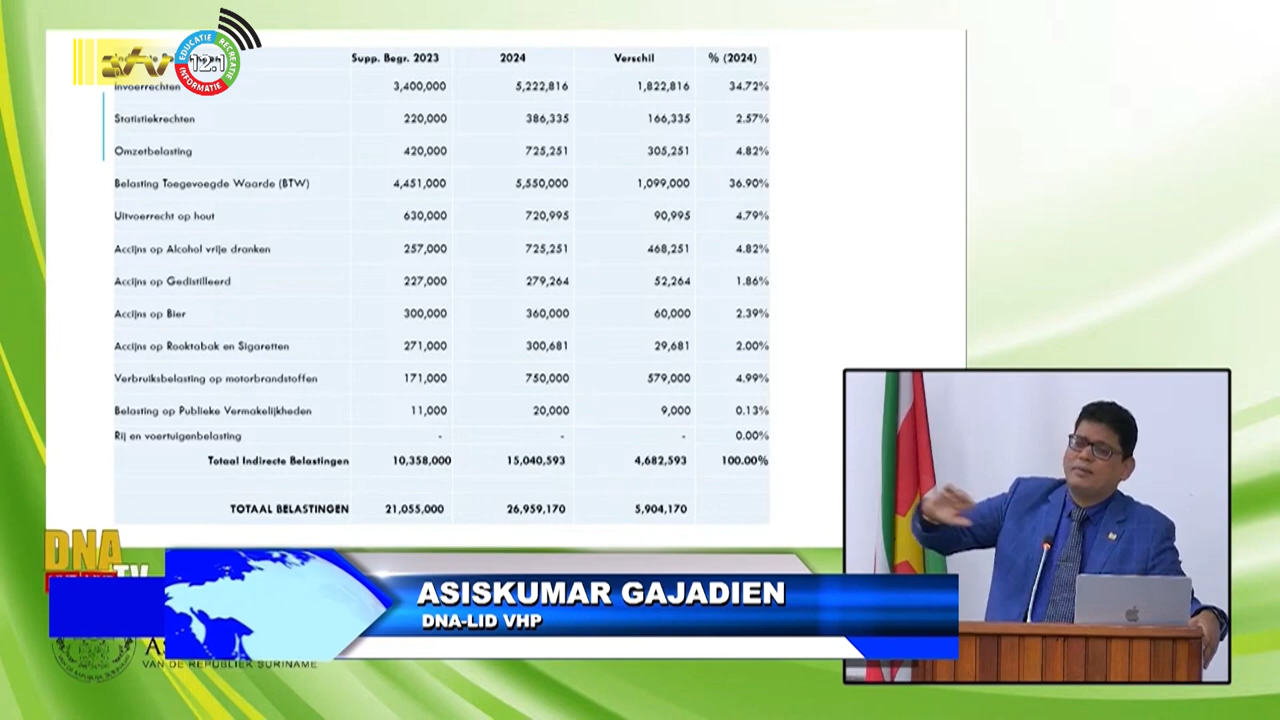 EDUCATIE
RECREATIE
INFORMATIE
12.1
Supp. Begr. 2023 2024 Verschil % (2024)
Invoerrechten 3,400,000 5,222,816 1,822,816 34.72%
Statistiekrechten 220,000 386,335 166,335 2.57%
Omzetbelasting 420,000 725,251 305,251 4.82%
Belasting Toegevoegde Waarde (BTW) 4,451,000 5,550,000 1,099,000 36.90%
Uitvoerrecht op hout 630,000 720,995 90,995 4.79%
Accijns op Alcohol vrije dranken 257,000 725,251 468,251 4.82%
Accijns op Gedistilleerd 227,000 279,264 52,264 1.86%
Accijns op Bier 300,000 360,000 60,000 2.39%
Accijns op Rooktabak en Sigaretten 271,000 300,681 29,681 2.00%
Verbruiksbelasting op motorbrandstoffen 171,000 750,000 579,000 4.99%
Belasting op Publieke Vermakelijkheden 11,000 20,000 9,000 0.13%
Rij en voertuigenbelasting - - - 0.00%
Totaal Indirecte Belastingen 10,358,000 15,040,593 4,682,593 100.00%
TOTAAL BELASTINGEN 21,055,000 26,959,170 5,904,170
DNA
TV
ASISKUMAR GAJADIEN
DNA-LID VHP
VAN DE REPUBLIEK SURINAME